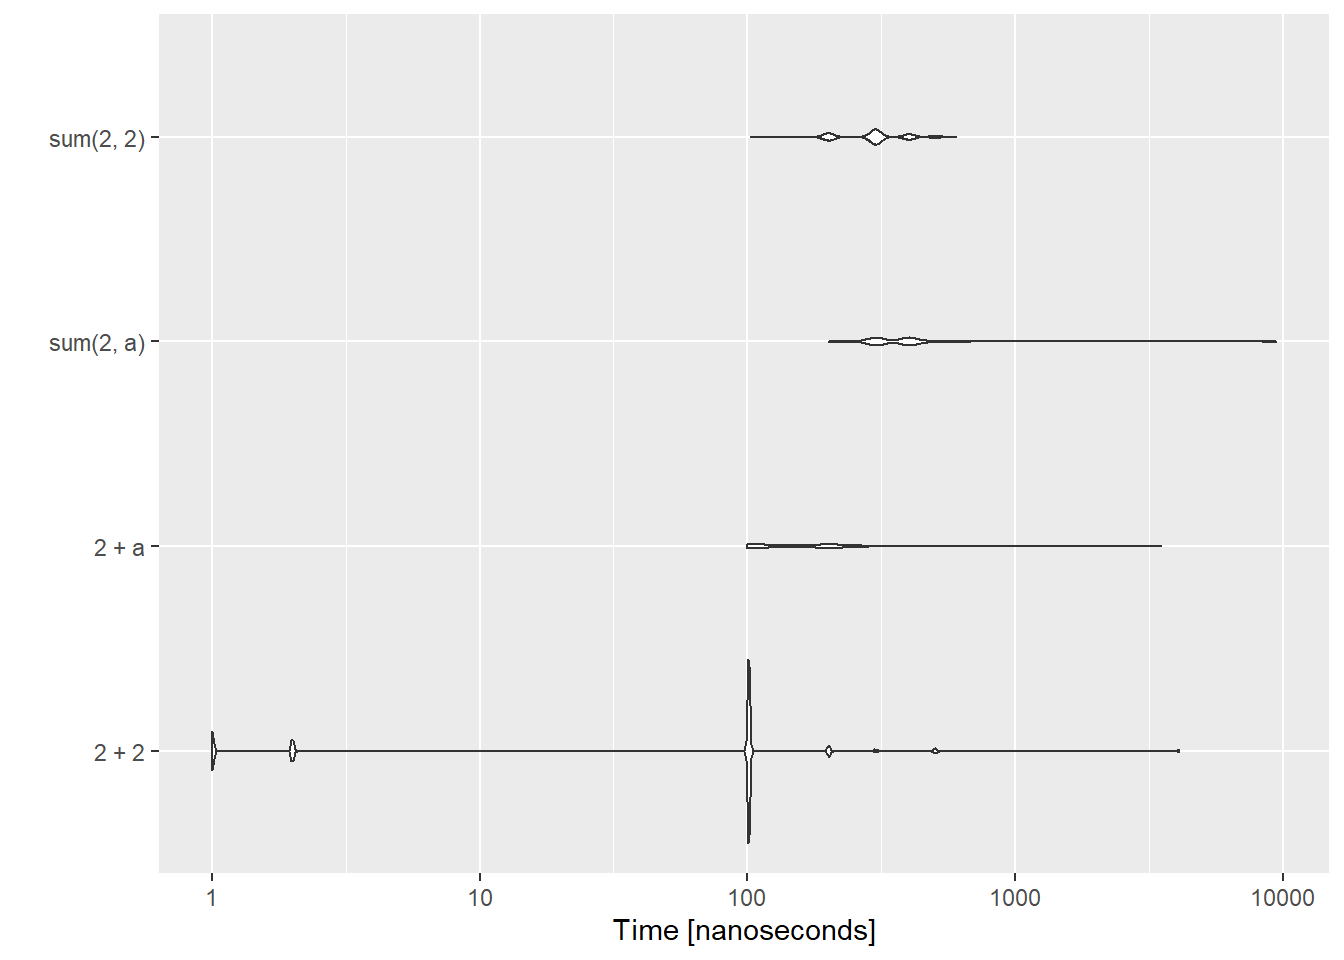 sum(2, 2)
sum(2, a)
2 + a
2 + 2
1 10 100 1000 10000
Time [nanoseconds]